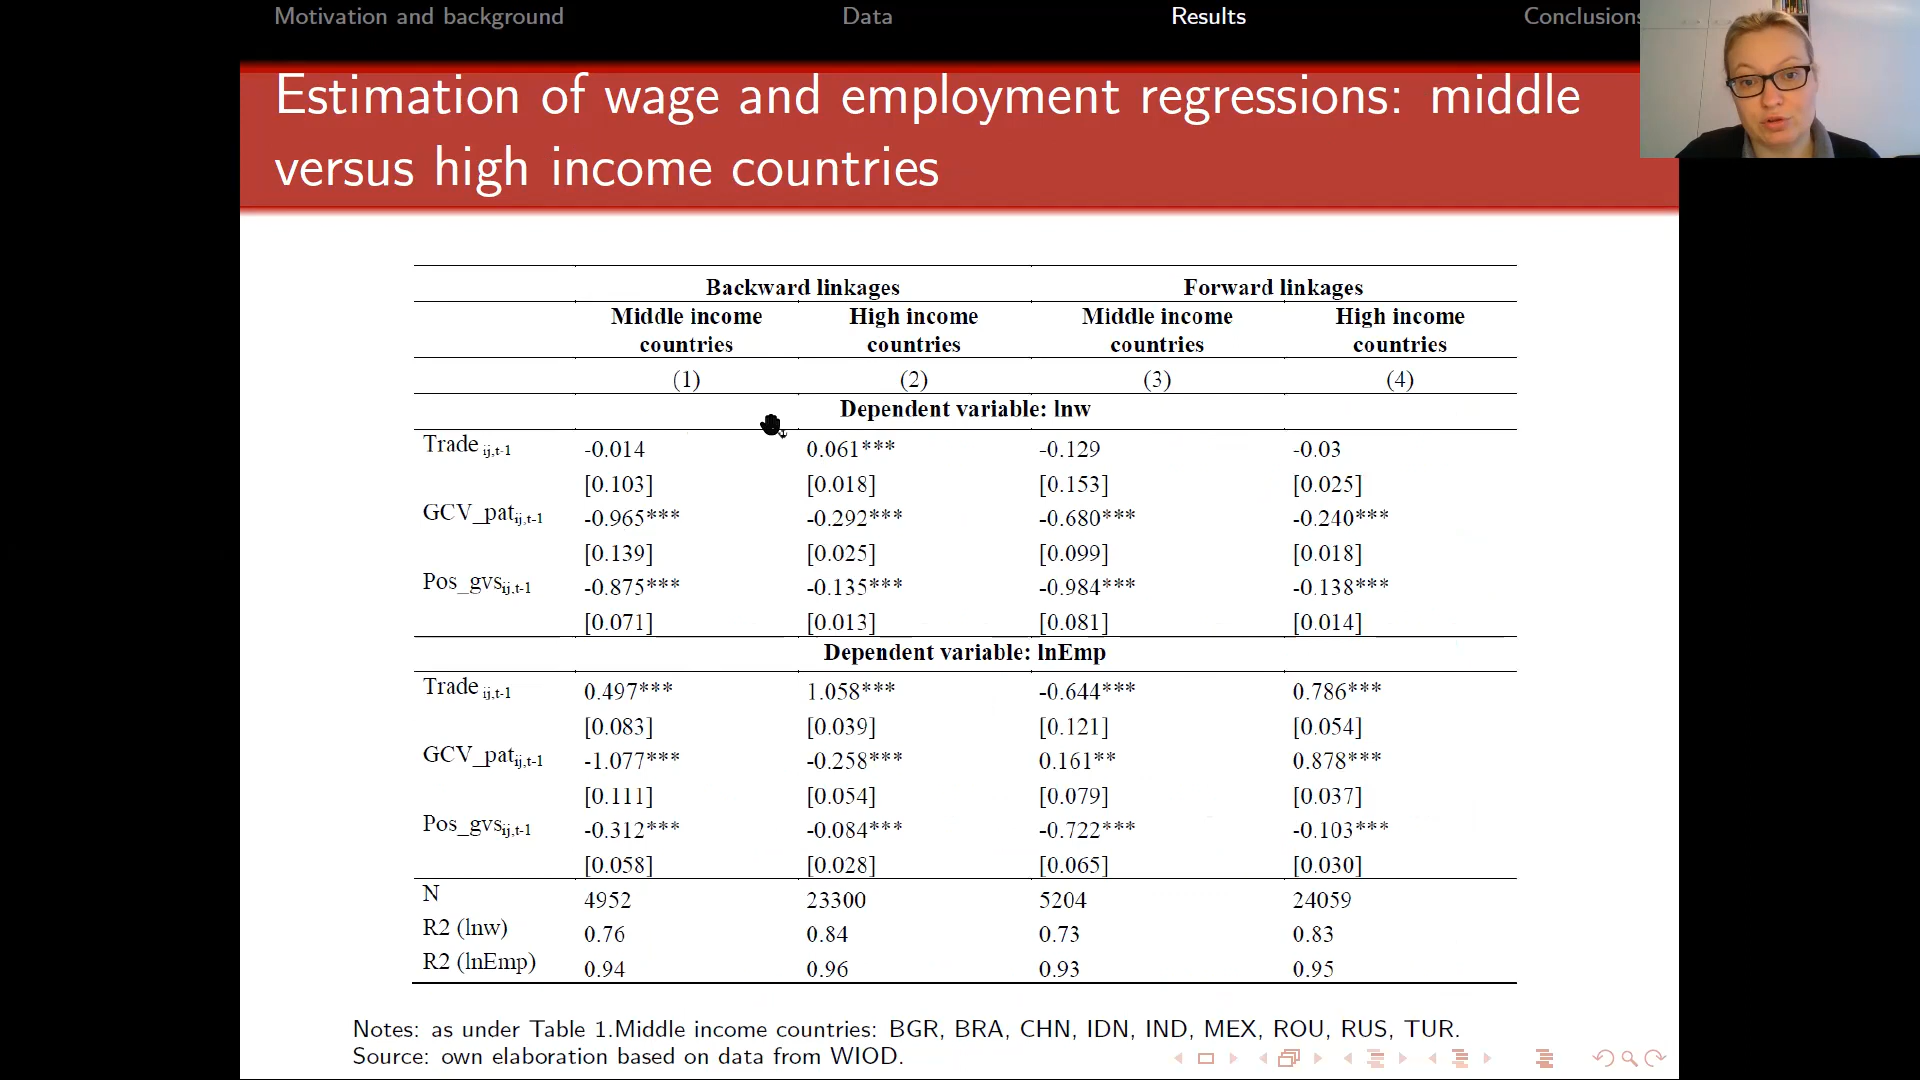 Motivation and background Data Results Conclusions
Estimation of wage and employment regressions: middle
versus high income countries
Backward linkages Forward linkages
Middle income countries High income countries Middle income countries High income countries
(1) (2) (3) (4)
Dependent variable: lnw
Trade ij,t-1 -0.014 0.061*** -0.129 -0.03
[0.103] [0.018] [0.153] [0.025]
GCV_pat ij,t-1 -0.965*** -0.292*** -0.680*** -0.240***
[0.139] [0.025] [0.099] [0.018]
Pos_gvs ij,t-1 -0.875*** -0.135*** -0.984*** -0.138***
[0.071] [0.013] [0.081] [0.014]
Dependent variable: lnEmp
Trade ij,t-1 0.497*** 1.058*** -0.644*** 0.786***
[0.083] [0.039] [0.121] [0.054]
GCV_pat ij,t-1 -1.077*** -0.258*** 0.161** 0.878***
[0.111] [0.054] [0.079] [0.037]
Pos_gvs ij,t-1 -0.312*** -0.084*** -0.722*** -0.103***
[0.058] [0.028] [0.065] [0.030]
N 4952 23300 5204 24059
R2 (lnw) 0.76 0.84 0.73 0.83
R2 (lnEmp) 0.94 0.96 0.93 0.95
Notes: as under Table 1.Middle income countries: BGR, BRA, CHN, IDN, IND, MEX, ROU, RUS, TUR.
Source: own elaboration based on data from WIOD.